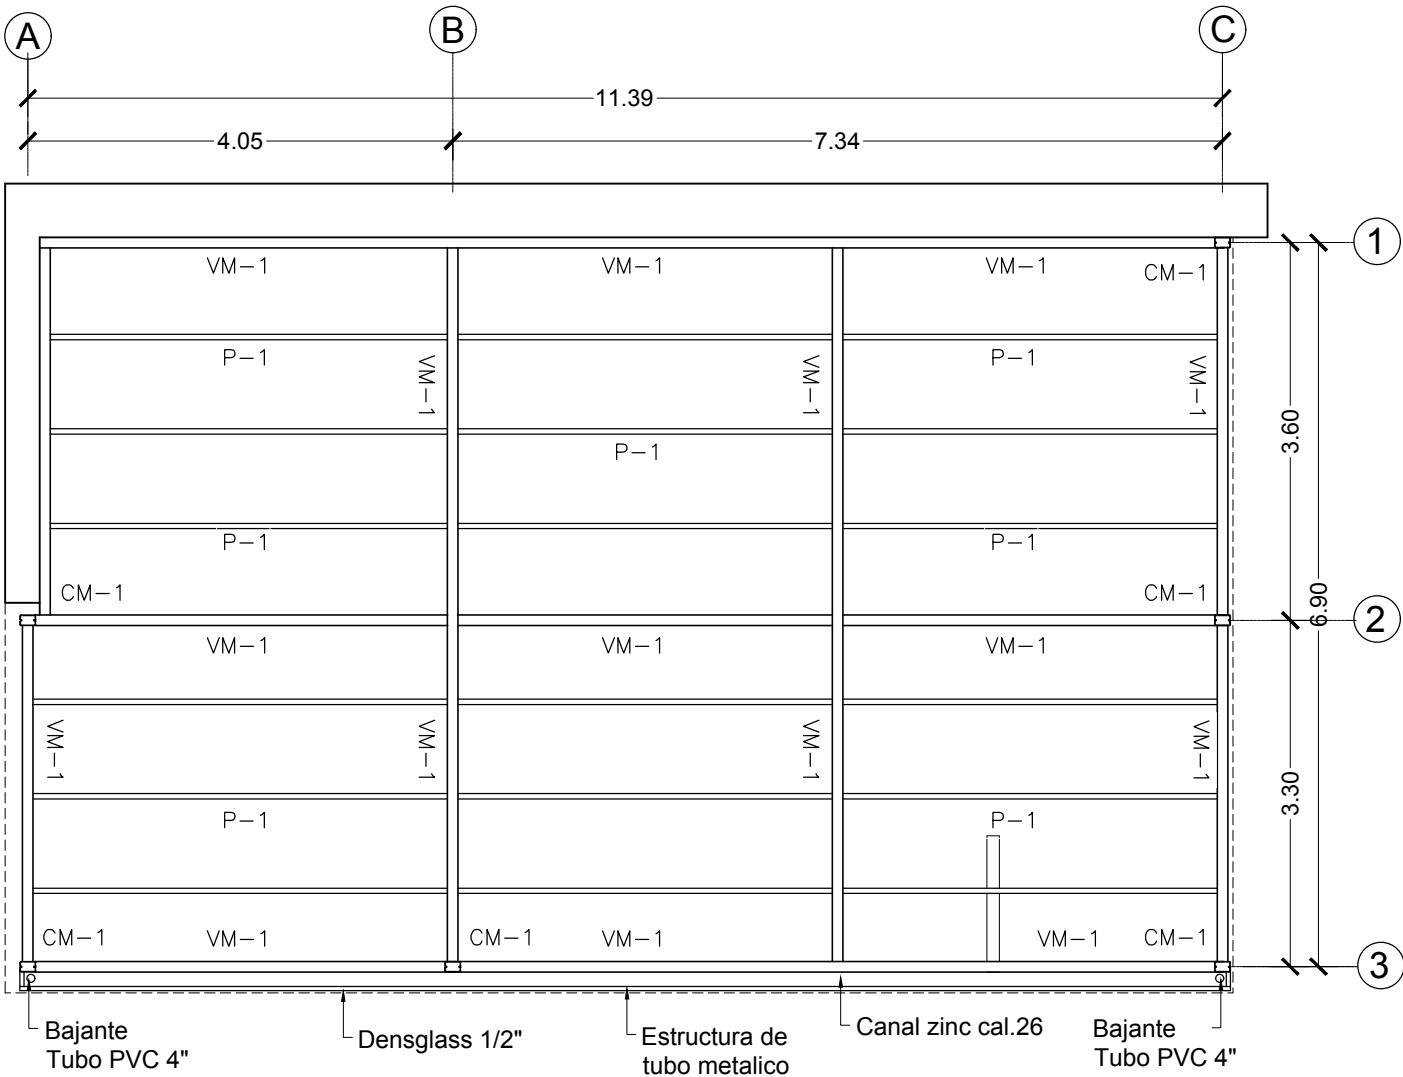 A
B
C
11.39
4.05
7.34
1
VM-1
VM-1
VM-1
CM-1
P-1
VM-1
VM-1
P-1
VM-1
3.60
P-1
P-1
P-1
CM-1
CM-1
6.90
2
VM-1
VM-1
VM-1
VM-1
VM-1
VM-1
VM-1
3.30
P-1
P-1
CM-1
VM-1
CM-1
VM-1
VM-1
CM-1
3
Bajante
Tubo PVC 4"
Densglass 1/2"
Estructura de
tubo metalico
Canal zinc cal.26
Bajante
Tubo PVC 4"